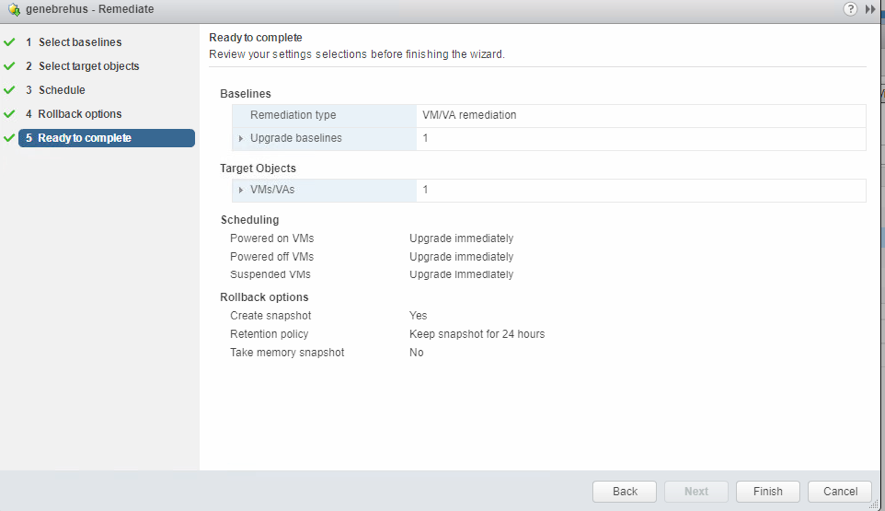 genebrehus - Remediate
?
1 Select baselines
2 Select target objects
3 Schedule
4 Rollback options
5 Ready to complete
Ready to complete
Review your settings selections before finishing the wizard.
Baselines
Remediation type VM/VA remediation
Upgrade baselines 1
Target Objects
VMs/VAs 1
Scheduling
Powered on VMs Upgrade immediately
Powered off VMs Upgrade immediately
Suspended VMs Upgrade immediately
Rollback options
Create snapshot Yes
Retention policy Keep snapshot for 24 hours
Take memory snapshot No
Back Next Finish Cancel